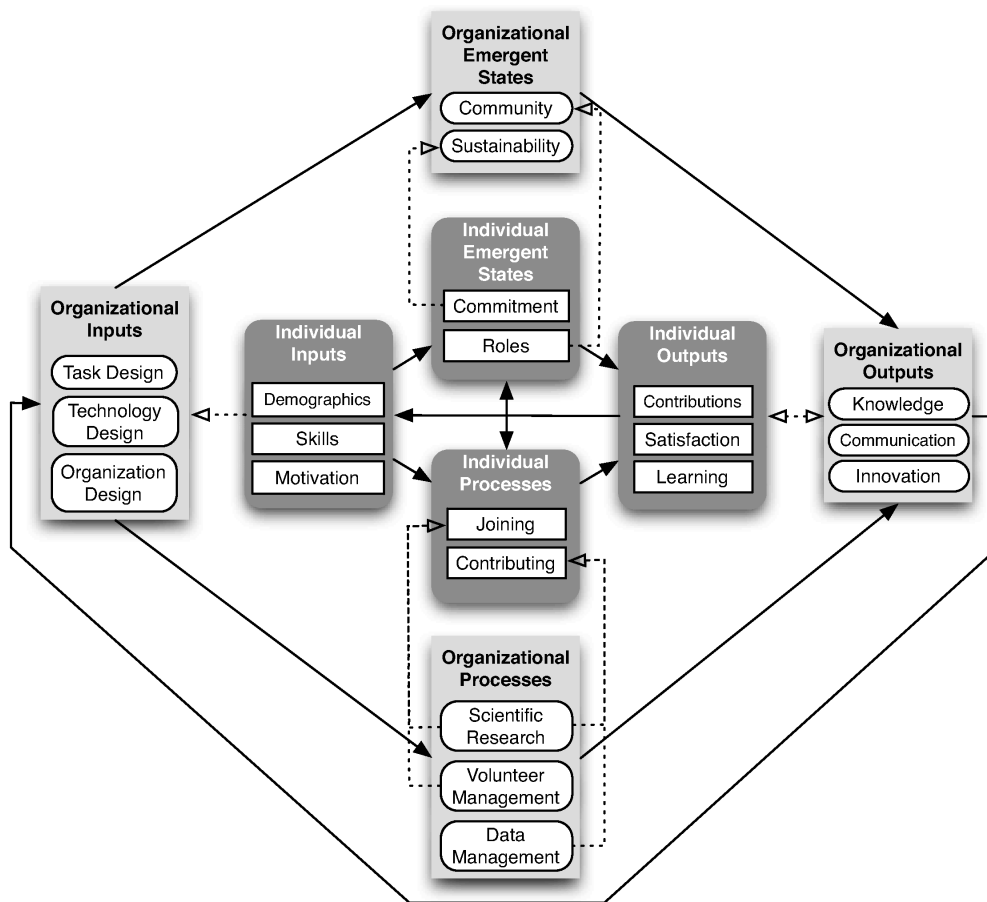 Organizational
Emergent
States
Community
Sustainability
Individual
Emergent
States
Commitment
Roles
Organizational
Inputs
Task Design
Technology
Design
Organization
Design
Individual
Inputs
Demographics
Skills
Motivation
Individual
Outputs
Contributions
Satisfaction
Learning
Organizational
Outputs
Knowledge
Communication
Innovation
Individual
Processes
Joining
Contributing
Organizational
Processes
Scientific
Research
Volunteer
Management
Data
Management